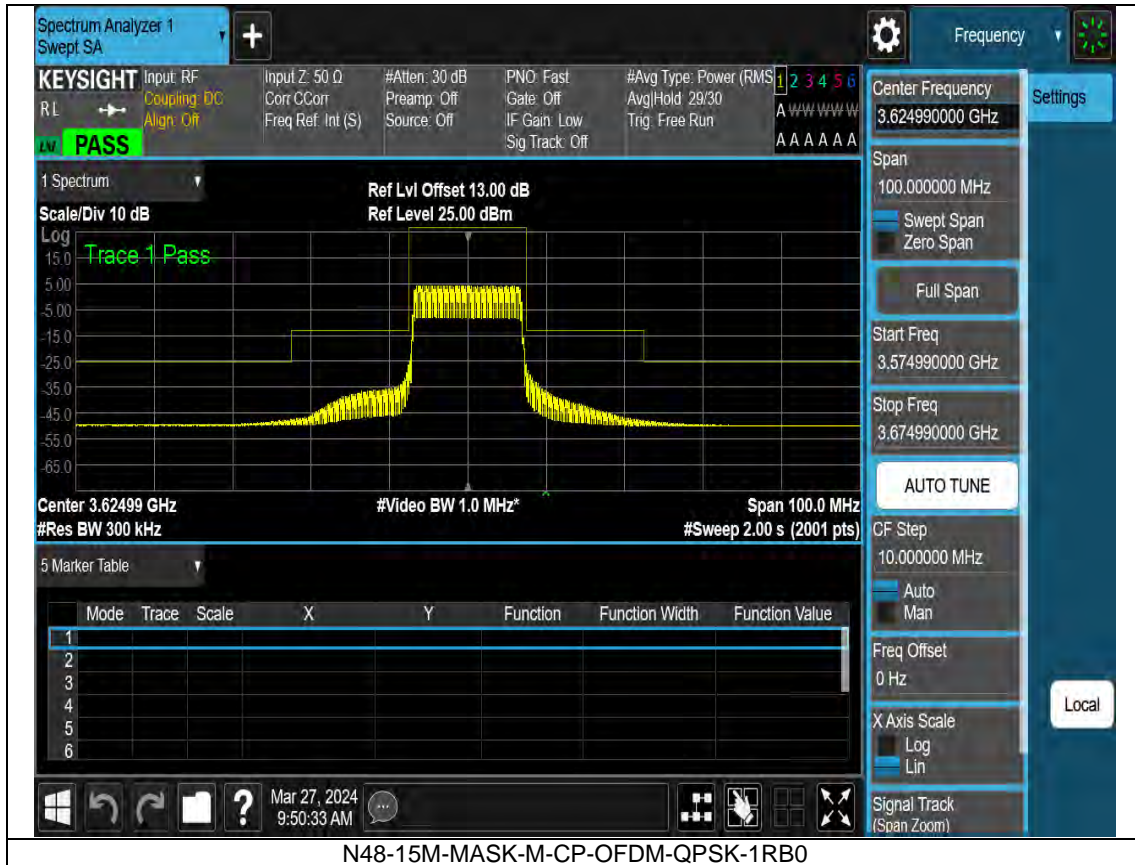 Spectrum Analyzer 1
Swept SA
+
Frequency
KEYSIGHT
Input: RF
Input Z: 50 Ω
#Atten: 30 dB
PNO: Fast
#Avg Type: Power (RMS
1 2 3 4 5 6
RL
Coupling: DC
Corr CCorr
Preamp: Off
Gate: Off
Avg|Hold: 29/30
A W W W W W
Align: Off
Freq Ref: Int (S)
Source: Off
IF Gain: Low
Trig: Free Run
Sig Track: Off
A A A A A A
PASS
Center Frequency
3.624990000 GHz
Settings
1 Spectrum
Ref Lvl Offset 13.00 dB
Scale/Div 10 dB
Ref Level 25.00 dBm
Log
Trace 1 Pass
15.0
5.00
-5.00
-15.0
-25.0
-35.0
-45.0
-55.0
-65.0
Center 3.62499 GHz
#Video BW 1.0 MHz*
Span 100.0 MHz
#Res BW 300 kHz
#Sweep 2.00 s (2001 pts)
Span
100.000000 MHz
Swept Span
Zero Span
Full Span
Start Freq
3.574990000 GHz
Stop Freq
3.674990000 GHz
AUTO TUNE
CF Step
10.000000 MHz
Auto
Man
Freq Offset
0 Hz
X Axis Scale
Log
Lin
Signal Track
(Span Zoom)
Local
5 Marker Table
Mode Trace Scale X Y Function Function Width Function Value
1
2
3
4
5
6
?
Mar 27, 2024
9:50:33 AM
N48-15M-MASK-M-CP-OFDM-QPSK-1RB0